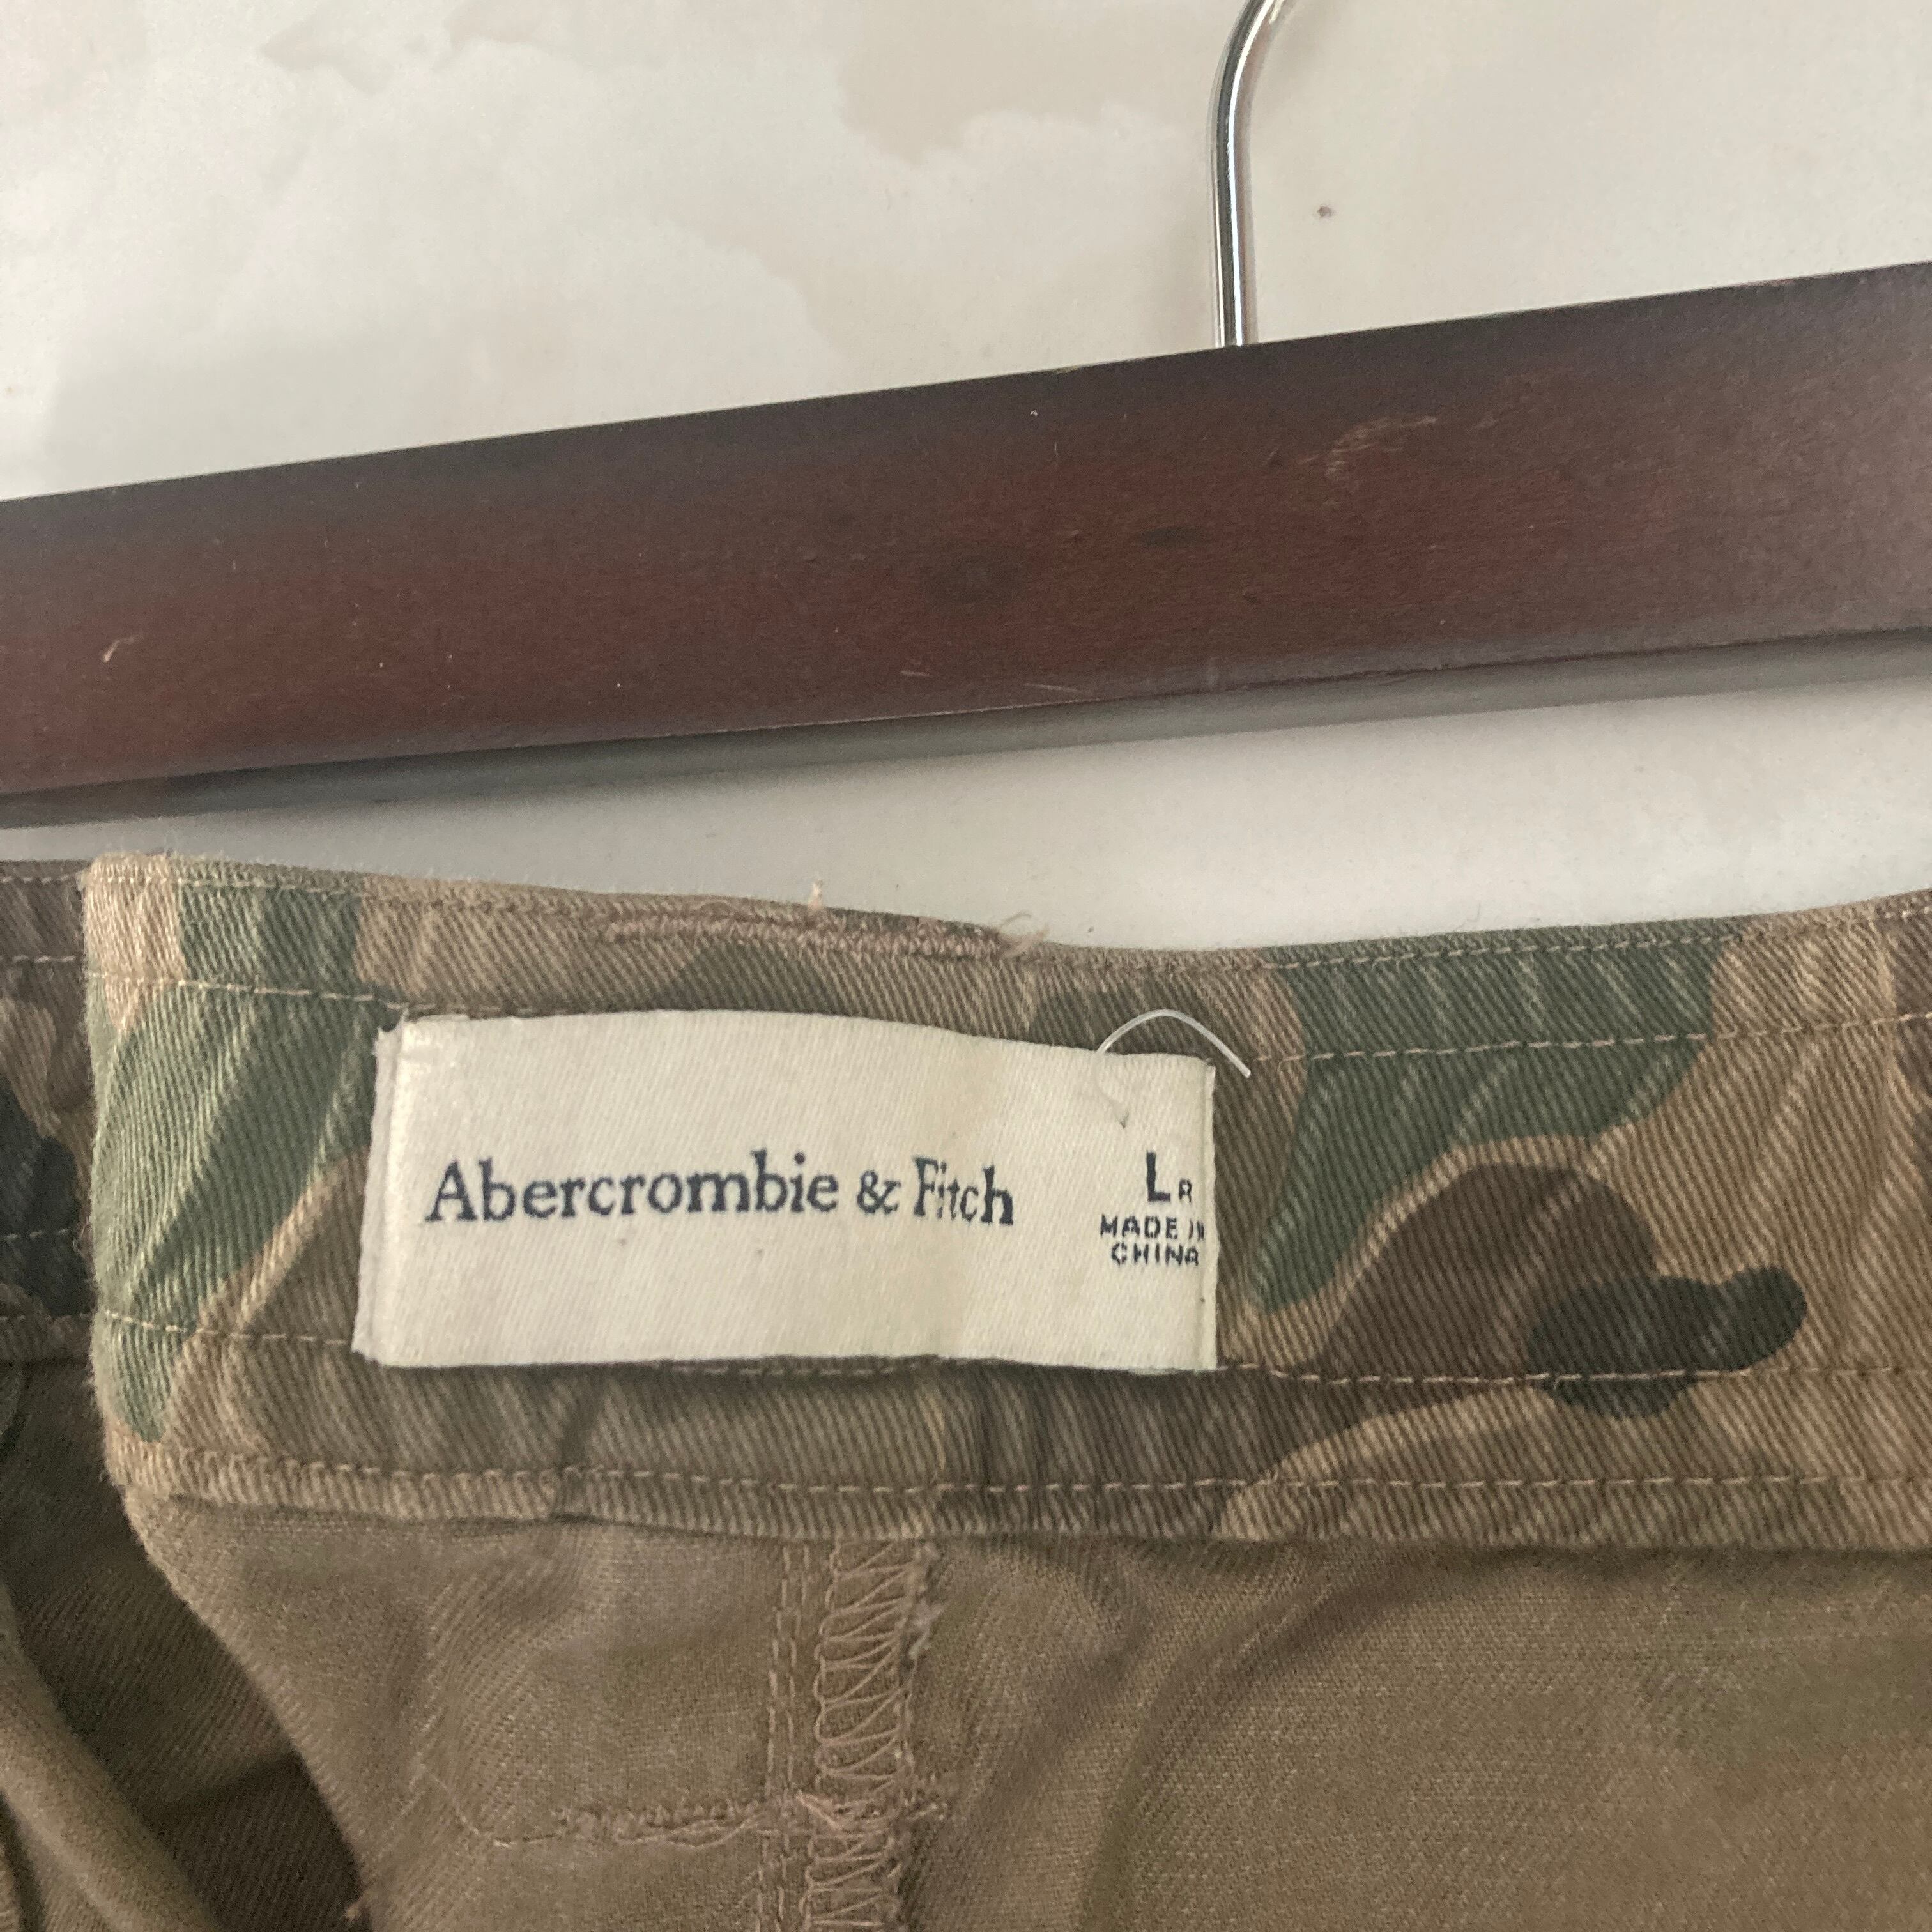 Abercrombie & Fitch
L R
MADE IN
CHINA